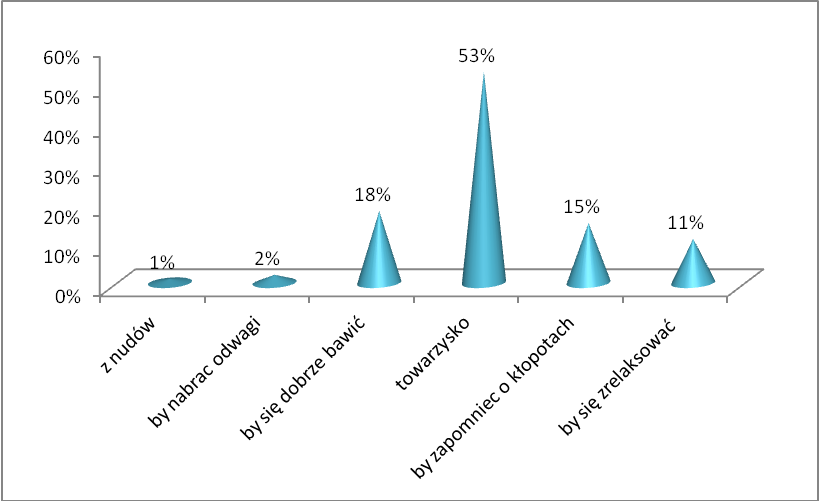 60%
50%
40%
30%
20%
10%
0%
1%
2%
18%
53%
15%
11%
z nudów
by nabrac odwagi
by się dobrze bawić
towarzysko
by zapomniec o kłopotach
by się zrelaksować